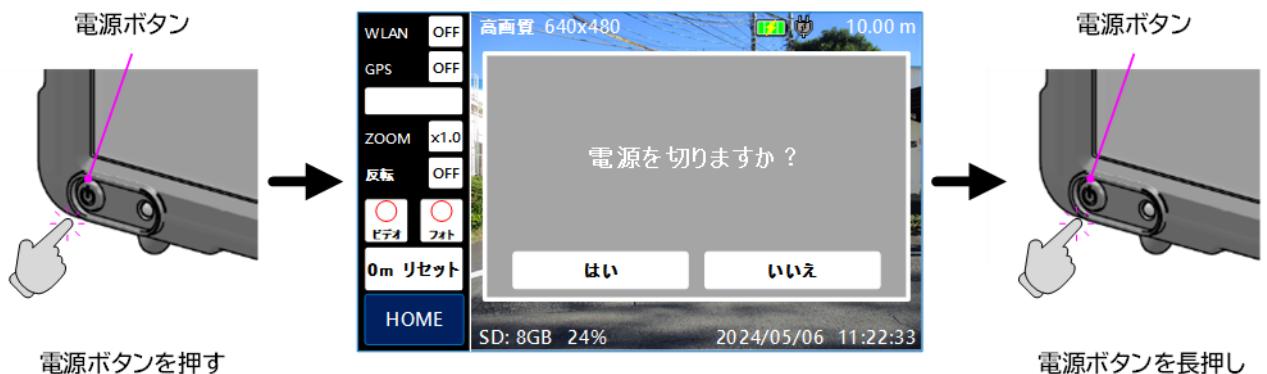 電源ボタン
WLAN OFF
GPS OFF
ZOOM x1.0
反転 OFF
ビデオ フォト
0m リセット
HOME
高画質 640x480 10.00 m
電源を切りますか？
はい いいえ
SD: 8GB 24% 2024/05/06 11:22:33
電源ボタン
電源ボタンを押す
電源ボタンを長押し